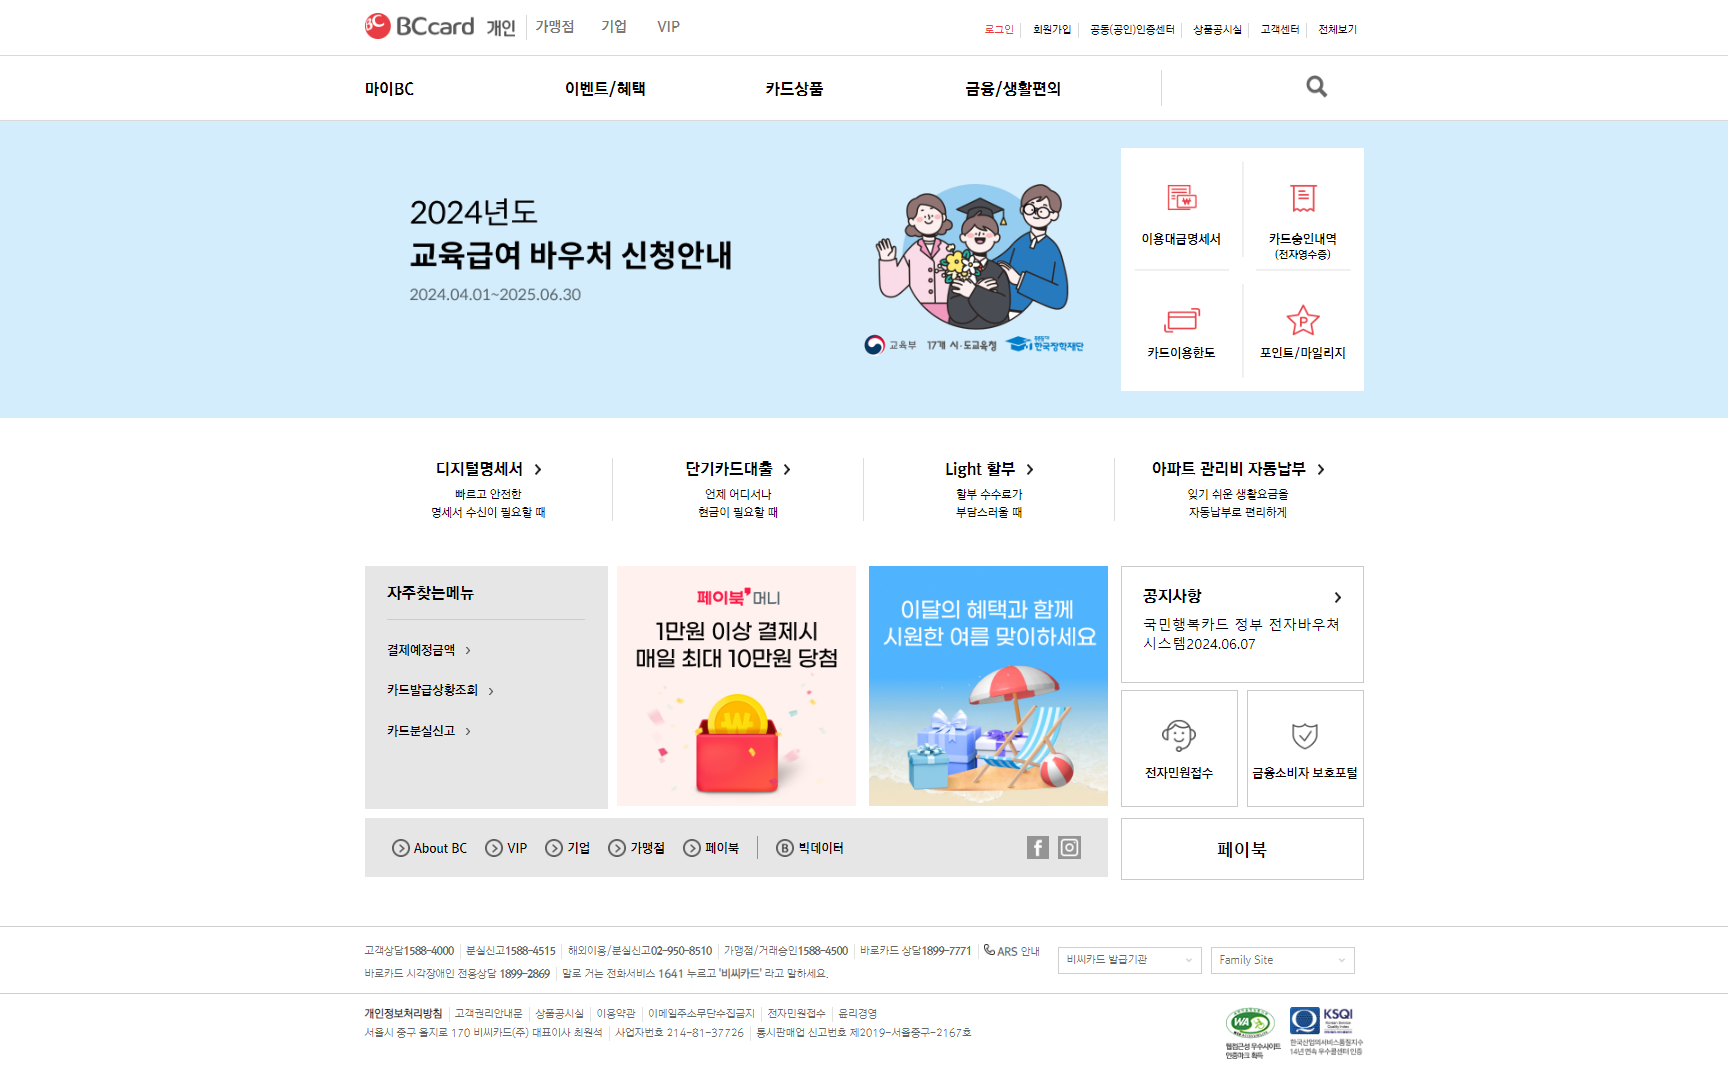 BCcard 개인 가맹점 기업 VIP
로그인 회원가입 공동(공인)인증센터 상품공시실 고객센터 전체보기
마이BC 이벤트/혜택 카드상품 금융/생활편의
2024년도
교육급여 바우처 신청안내
2024.04.01~2025.06.30
교육부 17개 시·도교육청 한국장학재단
이용대금명세서
카드승인내역
(전자영수증)
카드이용한도
포인트/마일리지
디지털명세서
빠르고 안전한
명세서 수신이 필요할 때
단기카드대출
언제 어디서나
현금이 필요할 때
Light 할부
할부 수수료가
부담스러울 때
아파트 관리비 자동납부
잊기 쉬운 생활요금을
자동납부로 편리하게
자주찾는메뉴
결제예정금액
카드발급상황조회
카드분실신고
페이북 머니
1만원 이상 결제시
매일 최대 10만원 당첨
이달의 혜택과 함께
시원한 여름 맞이하세요
공지사항
국민행복카드 정부 전자바우쳐
시스템2024.06.07
전자민원접수
금융소비자 보호포털
About BC VIP 기업 가맹점 페이북 빅데이터
페이북
고객상담1588-4000 분실신고1588-4515 해외이용/분실신고02-950-8510 가맹점/거래승인1588-4500 바로카드 상담1899-7771 ARS 안내
바로카드 시각장애인 전용상담 1899-2869 말로 거는 전화서비스 1641 누르고 '비씨카드' 라고 말하세요.
비씨카드 발급기관
Family Site
개인정보처리방침 고객권리안내문 상품공시실 이용약관 이메일주소무단수집금지 전자민원접수 윤리경영
서울시 중구 을지로 170 비씨카드(주) 대표이사 최원석 사업자번호 214-81-37726 통신판매업 신고번호 제2019-서울중구-2167호
WA
웹접근성 우수사이트
인증마크 획득
KSQI
한국산업의서비스품질지수
14년 연속 우수콜센터 인증